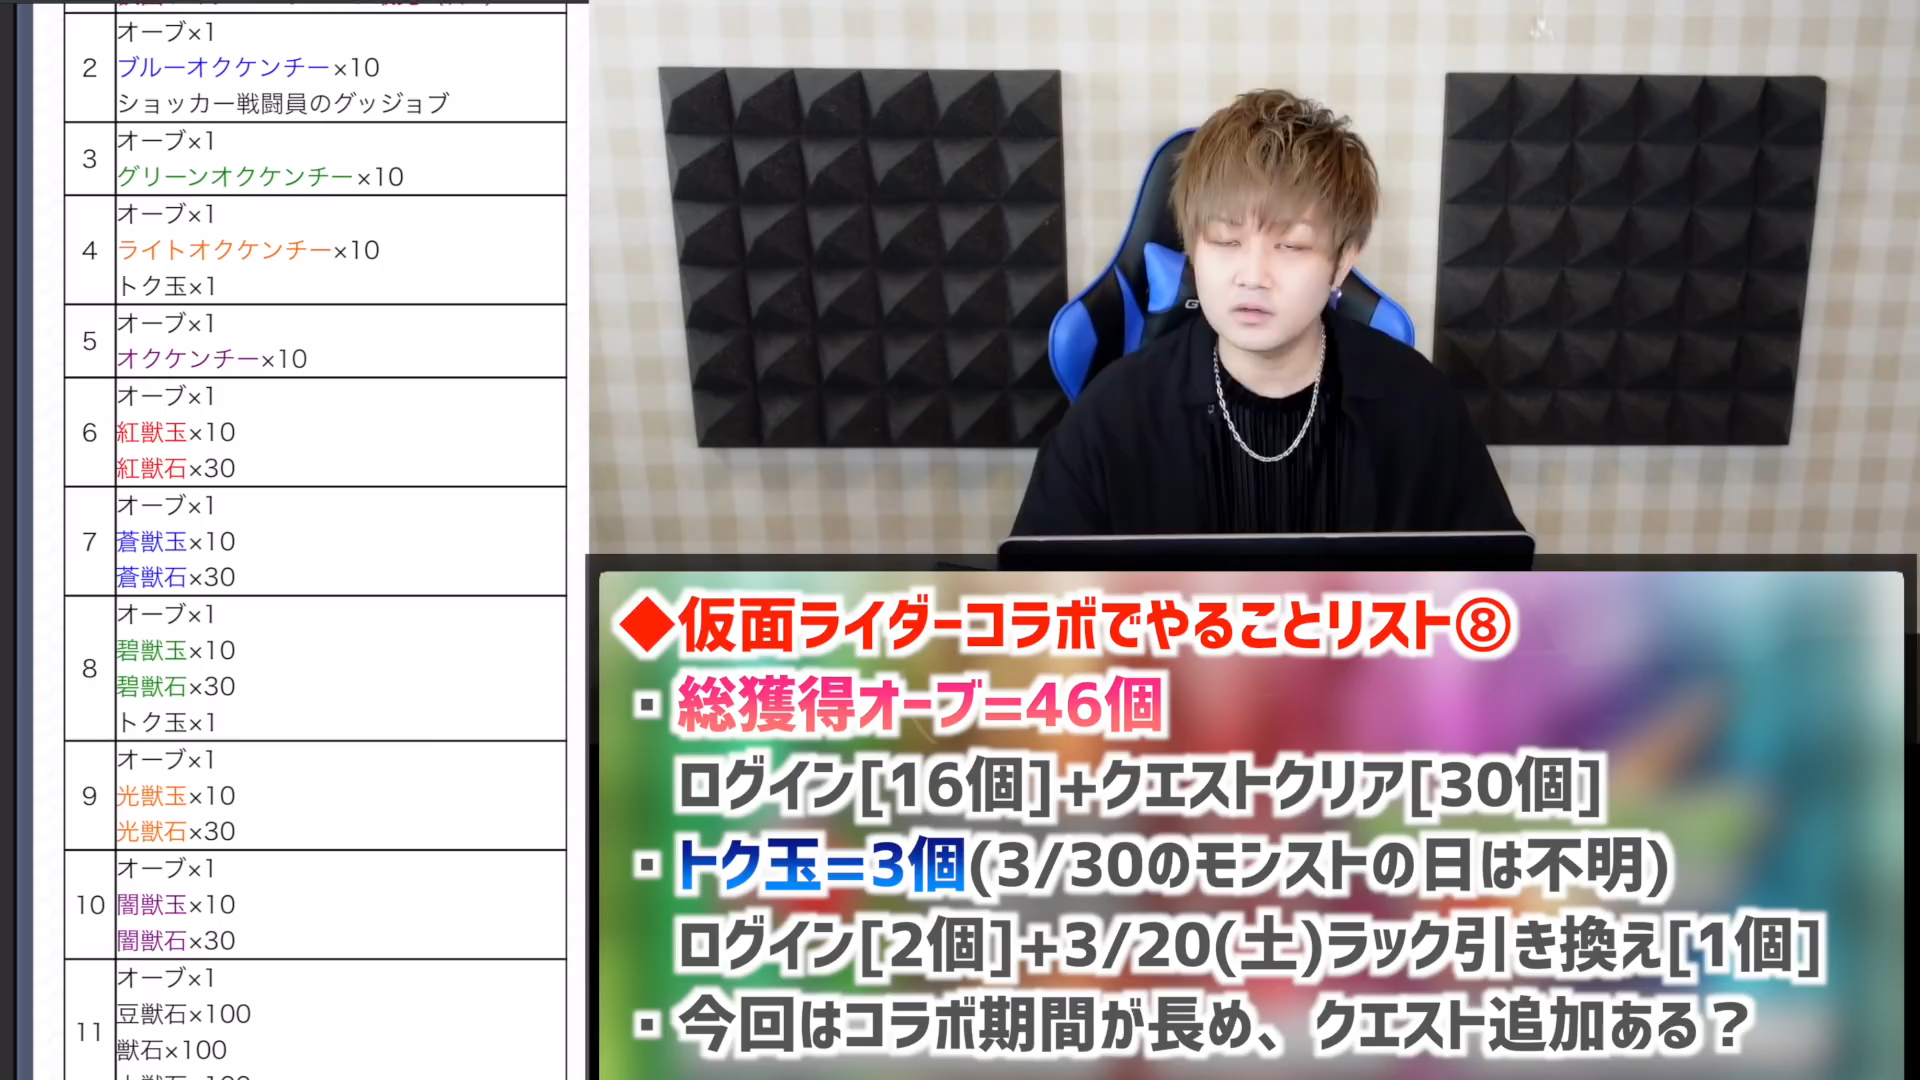 2
オーブ×1
ブルーオクケンチー×10
ショッカー戦闘員のグッジョブ
3
オーブ×1
グリーンオクケンチー×10
4
オーブ×1
ライトオクケンチー×10
トク玉×1
5
オーブ×1
オクケンチー×10
6
オーブ×1
紅獣玉×10
紅獣石×30
7
オーブ×1
蒼獣玉×10
蒼獣石×30
8
オーブ×1
碧獣玉×10
碧獣石×30
トク玉×1
9
オーブ×1
光獣玉×10
光獣石×30
10
オーブ×1
闇獣玉×10
闇獣石×30
11
オーブ×1
豆獣石×100
獣石×100
G
◆仮面ライダーコラボでやることリスト⑧
・総獲得オーブ=46個
ログイン[16個]+クエストクリア[30個]
・トク玉=3個(3/30のモンストの日は不明)
ログイン[2個]+3/20(土)ラック引き換え[1個]
・今回はコラボ期間が長め、クエスト追加ある？